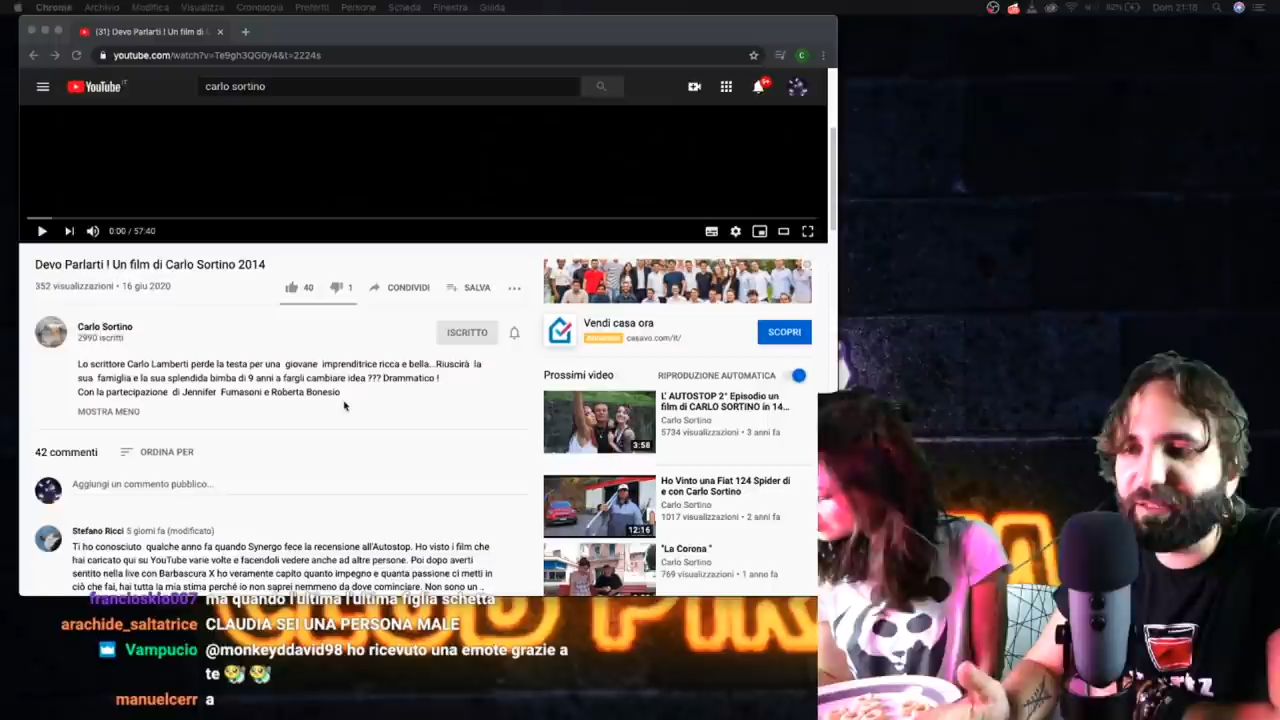 Chrome Archivio Modifica Visualizza Cronologia Preferiti Persone Scheda Finestra Guida
82% Dom 21:18
(31) Devo Parlarti ! Un film di
youtube.com/watch?v=Te9gh3QG0y4&t=2224s
YouTube IT
carlo sortino
9+
0:00 / 57:40
Devo Parlarti ! Un film di Carlo Sortino 2014
352 visualizzazioni • 16 giu 2020
40 1 CONDIVIDI SALVA
Carlo Sortino
2990 iscritti
ISCRITTO
Lo scrittore Carlo Lamberti perde la testa per una giovane imprenditrice ricca e bella...Riuscirà la
sua famiglia e la sua splendida bimba di 9 anni a fargli cambiare idea ??? Drammatico !
Con la partecipazione di Jennifer Fumasoni e Roberta Bonesio
MOSTRA MENO
42 commenti ORDINA PER
Aggiungi un commento pubblico...
Stefano Ricci 5 giorni fa (modificato)
Ti ho conosciuto qualche anno fa quando Synergo fece la recensione all'Autostop. Ho visto i film che
hai caricato qui su YouTube varie volte e facendoli vedere anche ad altre persone. Poi dopo averti
sentito nella live con Barbascura X ho veramente capito quanto impegno e quanta passione ci metti in
ciò che fai, hai tutta la mia stima perché io non saprei nemmeno da dove cominciare. Non sono un ..
Vendi casa ora
Annuncio casavo.com/it/
SCOPRI
Prossimi video RIPRODUZIONE AUTOMATICA
L' AUTOSTOP 2° Episodio un
film di CARLO SORTINO in 14...
Carlo Sortino
5734 visualizzazioni • 3 anni fa
3:58
Ho Vinto una Fiat 124 Spider di
e con Carlo Sortino
Carlo Sortino
1017 visualizzazioni • 2 anni fa
12:16
"La Corona "
Carlo Sortino
769 visualizzazioni • 1 anno fa
ma quando l'ultima l'ultima figlia schetta
arachide_saltatrice CLAUDIA SEI UNA PERSONA MALE
Vampucio @monkeyddavid98 ho ricevuto una emote grazie a
te
manuelcerr a